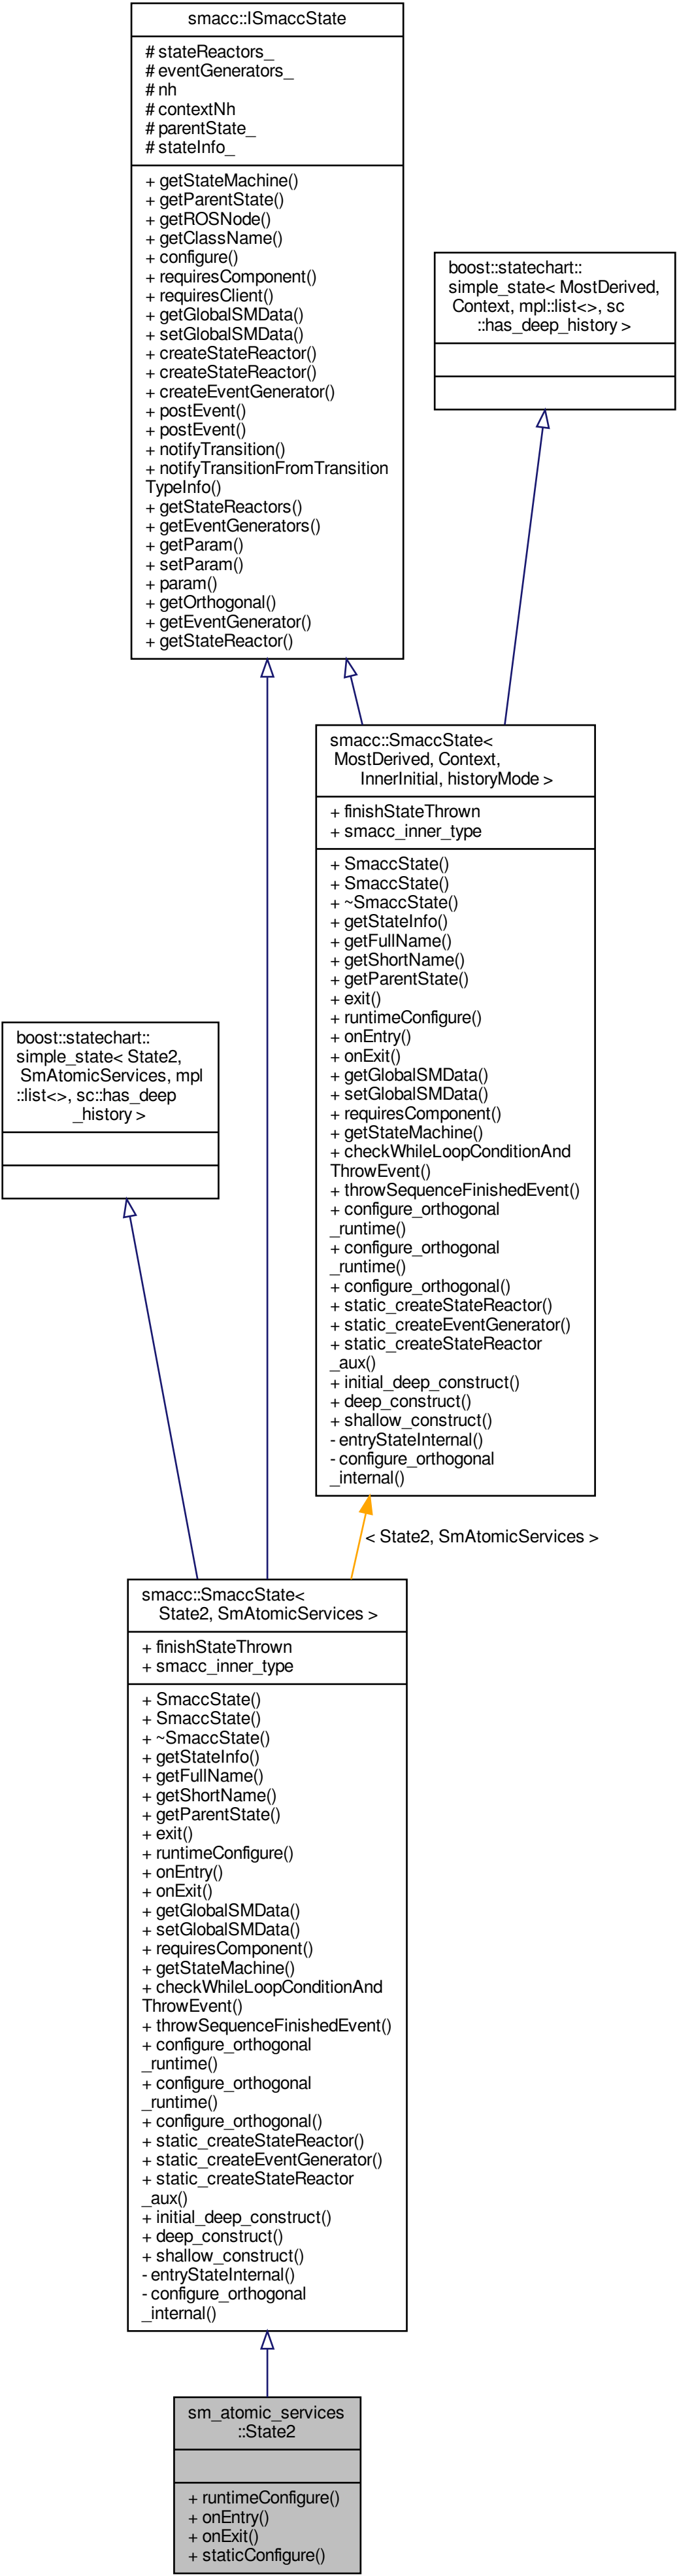 smacc::ISmaccState
# stateReactors_
# eventGenerators_
# nh
# contextNh
# parentState_
# stateInfo_
+ getStateMachine()
+ getParentState()
+ getROSNode()
+ getClassName()
+ configure()
+ requiresComponent()
+ requiresClient()
+ getGlobalSMData()
+ setGlobalSMData()
+ createStateReactor()
+ createStateReactor()
+ createEventGenerator()
+ postEvent()
+ postEvent()
+ notifyTransition()
+ notifyTransitionFromTransition
TypeInfo()
+ getStateReactors()
+ getEventGenerators()
+ getParam()
+ setParam()
+ param()
+ getOrthogonal()
+ getEventGenerator()
+ getStateReactor()
boost::statechart::
simple_state< MostDerived,
Context, mpl::list<>, sc
::has_deep_history >
smacc::SmaccState<
MostDerived, Context,
InnerInitial, historyMode >
+ finishStateThrown
+ smacc_inner_type
+ SmaccState()
+ SmaccState()
+ ~SmaccState()
+ getStateInfo()
+ getFullName()
+ getShortName()
+ getParentState()
+ exit()
+ runtimeConfigure()
+ onEntry()
+ onExit()
+ getGlobalSMData()
+ setGlobalSMData()
+ requiresComponent()
+ getStateMachine()
+ checkWhileLoopConditionAnd
ThrowEvent()
+ throwSequenceFinishedEvent()
+ configure_orthogonal
_runtime()
+ configure_orthogonal
_runtime()
+ configure_orthogonal()
+ static_createStateReactor()
+ static_createEventGenerator()
+ static_createStateReactor
_aux()
+ initial_deep_construct()
+ deep_construct()
+ shallow_construct()
- entryStateInternal()
- configure_orthogonal
_internal()
boost::statechart::
simple_state< State2,
SmAtomicServices, mpl
::list<>, sc::has_deep
_history >
< State2, SmAtomicServices >
smacc::SmaccState<
State2, SmAtomicServices >
+ finishStateThrown
+ smacc_inner_type
+ SmaccState()
+ SmaccState()
+ ~SmaccState()
+ getStateInfo()
+ getFullName()
+ getShortName()
+ getParentState()
+ exit()
+ runtimeConfigure()
+ onEntry()
+ onExit()
+ getGlobalSMData()
+ setGlobalSMData()
+ requiresComponent()
+ getStateMachine()
+ checkWhileLoopConditionAnd
ThrowEvent()
+ throwSequenceFinishedEvent()
+ configure_orthogonal
_runtime()
+ configure_orthogonal
_runtime()
+ configure_orthogonal()
+ static_createStateReactor()
+ static_createEventGenerator()
+ static_createStateReactor
_aux()
+ initial_deep_construct()
+ deep_construct()
+ shallow_construct()
- entryStateInternal()
- configure_orthogonal
_internal()
sm_atomic_services
::State2
+ runtimeConfigure()
+ onEntry()
+ onExit()
+ staticConfigure()